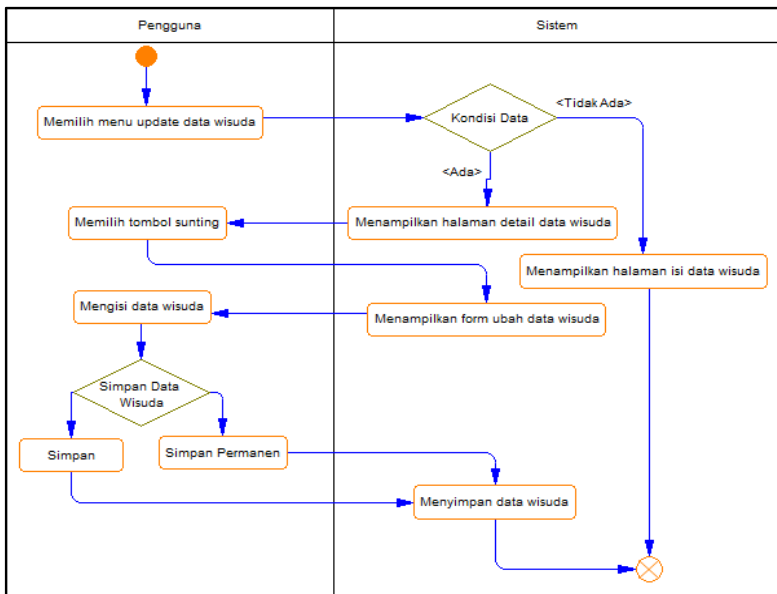 Pengguna
Sistem
Memilih menu update data wisuda
Kondisi Data
<Tidak Ada>
<Ada>
Memilih tombol sunting
Menampilkan halaman detail data wisuda
Menampilkan halaman isi data wisuda
Mengisi data wisuda
Menampilkan form ubah data wisuda
Simpan Data
Wisuda
Simpan
Simpan Permanen
Menyimpan data wisuda